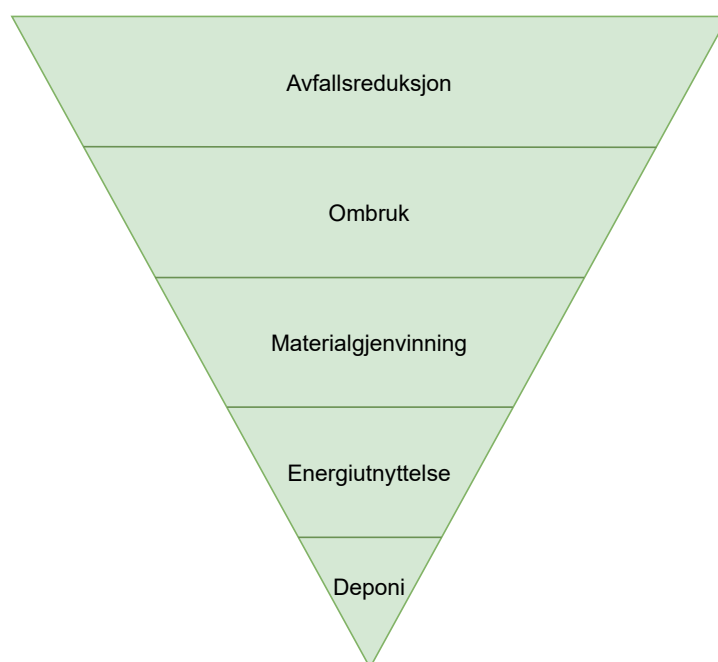 Avfallsreduksjon
Ombruk
Materialgjenvinning
Energiutnyttelse
Deponi